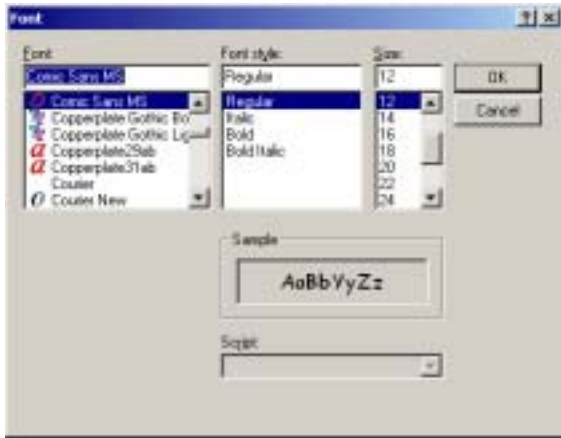 Font
Font:
Font style:
Size:
Comic Sans MS
Regular
12
OK
Comic Sans MS
Regular
12
Copperplate Gothic Bo
Italic
14
Cancel
Copperplate Gothic Lig
Bold
16
Copperplate29ab
Bold Italic
18
Copperplate31ab
20
Courier
22
Courier New
24
Sample
AaBbYyZz
Script: